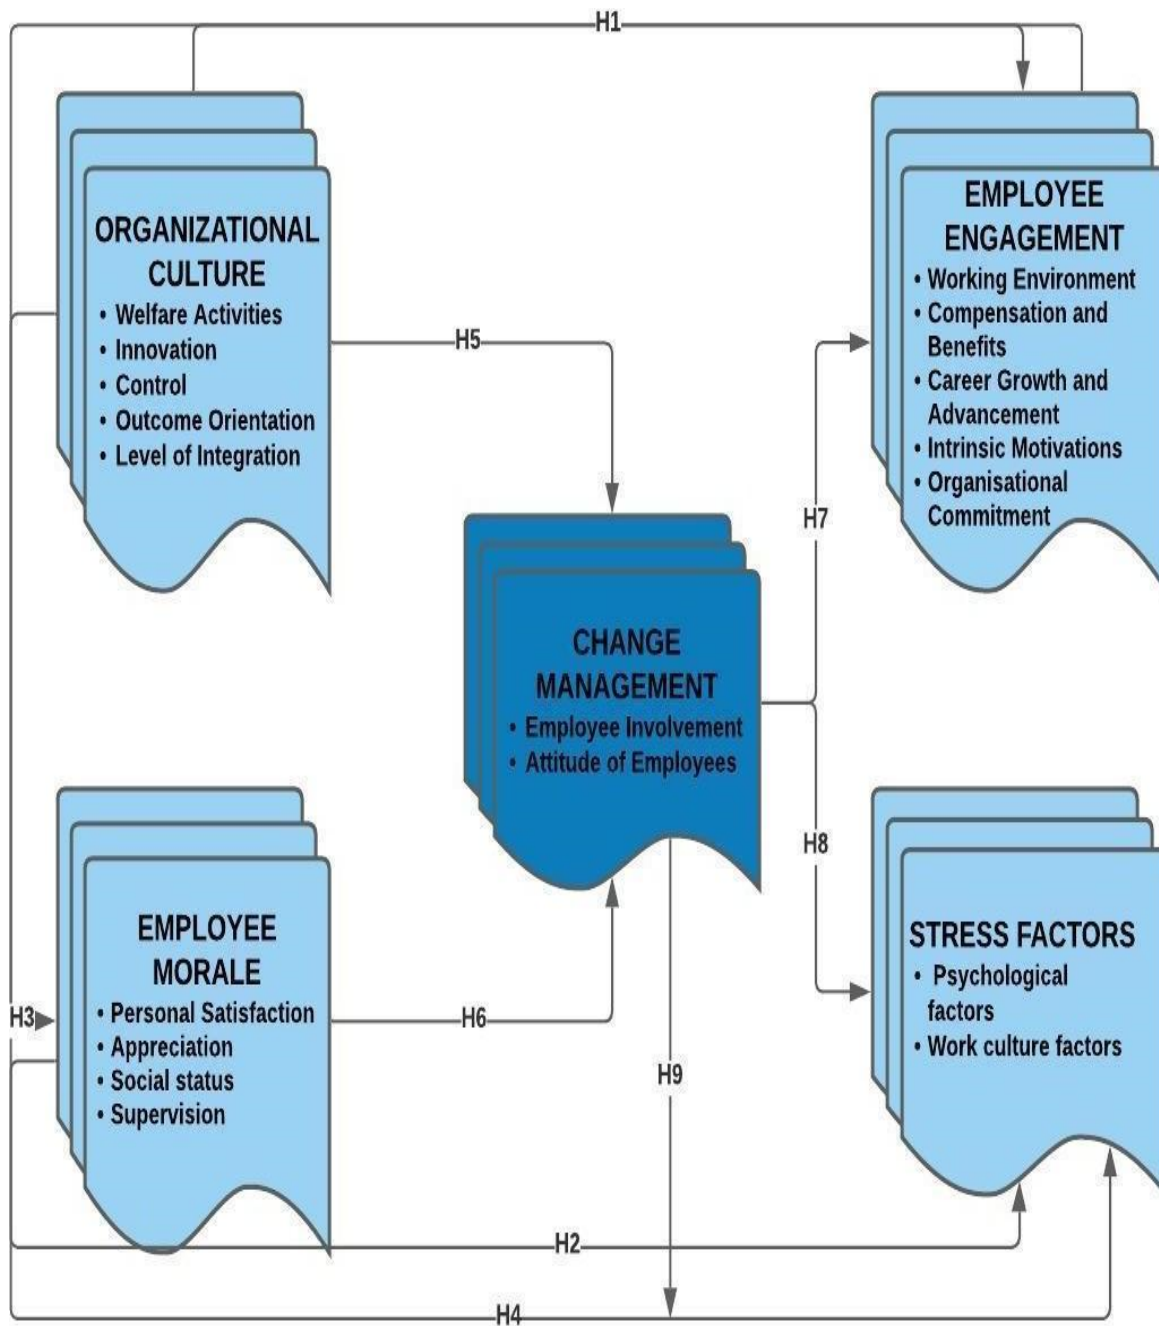 H1
ORGANIZATIONAL
CULTURE
• Welfare Activities
• Innovation
• Control
• Outcome Orientation
• Level of Integration
EMPLOYEE
ENGAGEMENT
• Working Environment
• Compensation and
Benefits
• Career Growth and
Advancement
• Intrinsic Motivations
• Organisational
Commitment
H5
H7
CHANGE
MANAGEMENT
• Employee Involvement
• Attitude of Employees
H8
EMPLOYEE
MORALE
• Personal Satisfaction
• Appreciation
• Social status
• Supervision
H3
H6
H9
STRESS FACTORS
• Psychological
factors
• Work culture factors
H2
H4